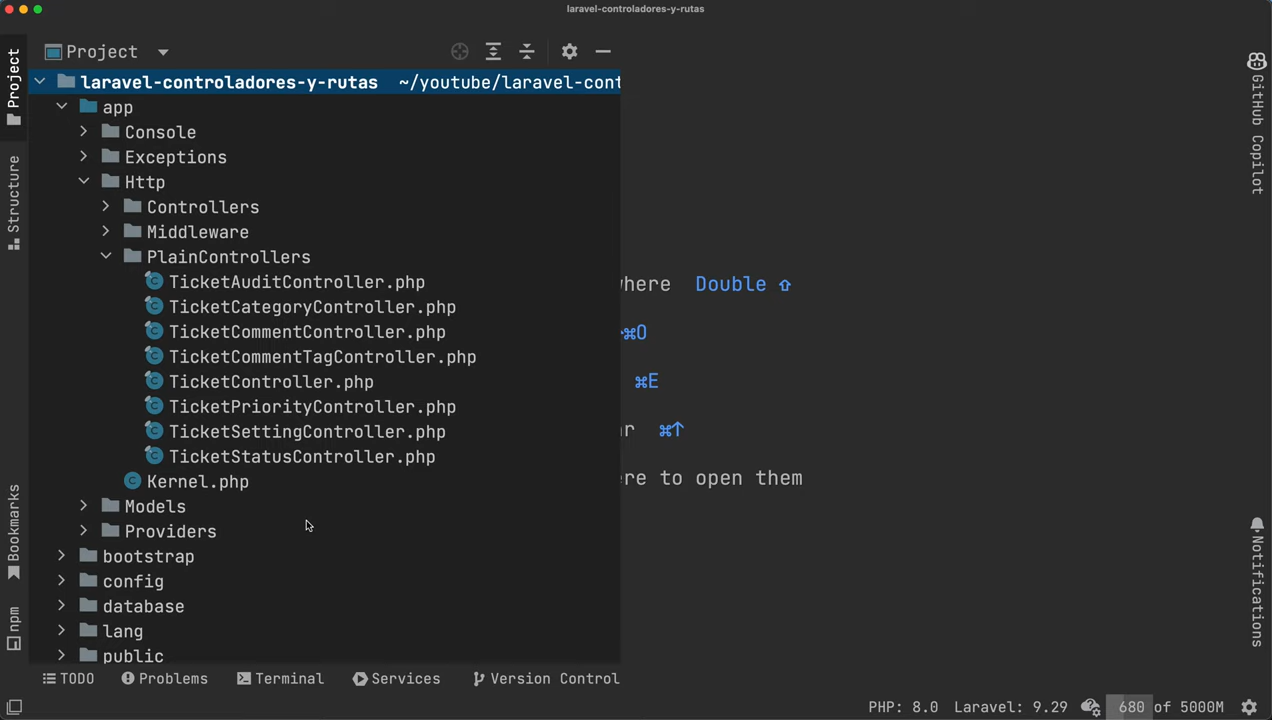 laravel-controladores-y-rutas
Project
Project
laravel-controladores-y-rutas ~/youtube/laravel-cont
app
Console
Exceptions
Http
Controllers
Middleware
PlainControllers
TicketAuditController.php
TicketCategoryController.php
TicketCommentController.php
TicketCommentTagController.php
TicketController.php
TicketPriorityController.php
TicketSettingController.php
TicketStatusController.php
Kernel.php
Models
Providers
bootstrap
config
database
lang
public
Structure
Bookmarks
npm
where Double ⇧
⌘O
⌘E
ar ⌘↑
ere to open them
GitHub Copilot
Notifications
TODO Problems Terminal Services Version Control
PHP: 8.0 Laravel: 9.29 680 of 5000M